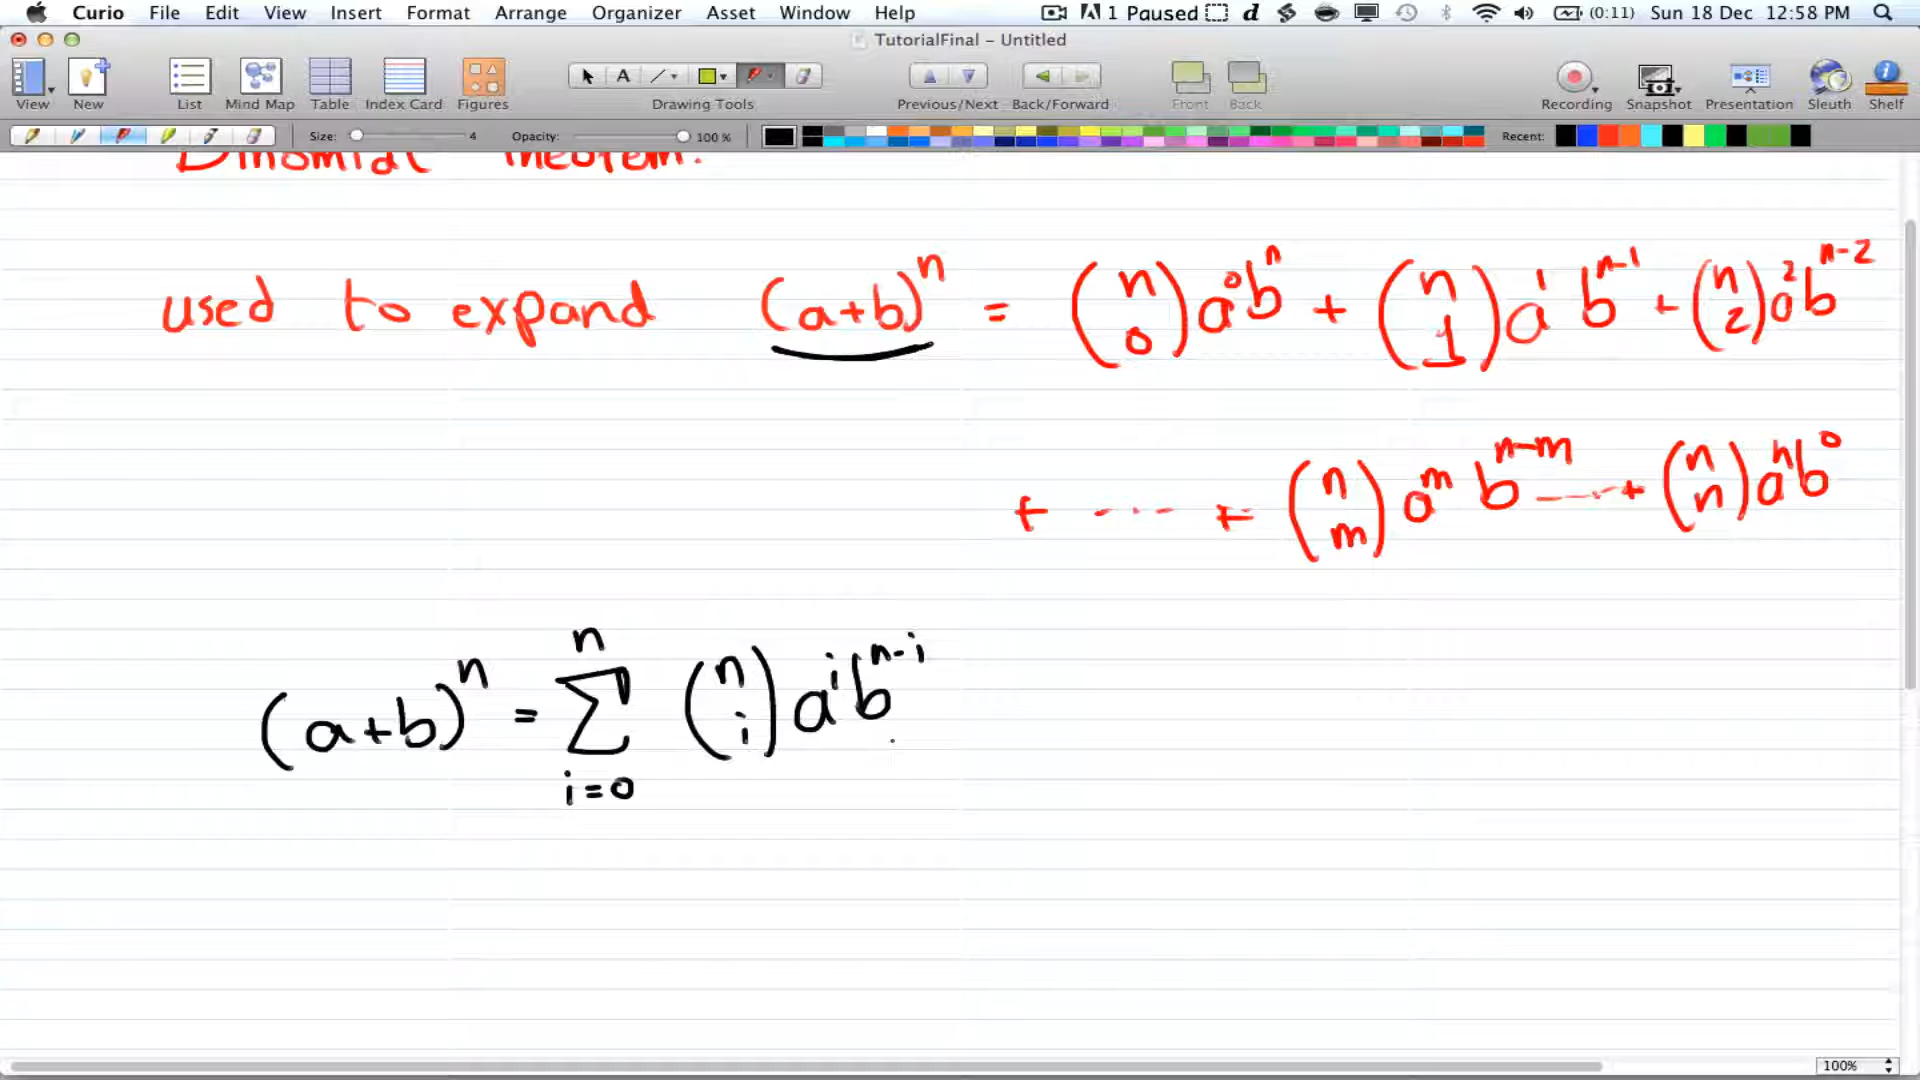 Curio File Edit View Insert Format Arrange Organizer Asset Window Help 1 Paused (0:11) Sun 18 Dec 12:58 PM
TutorialFinal – Untitled
View New List Mind Map Table Index Card Figures Drawing Tools Previous/Next Back/Forward Front Back Recording Snapshot Presentation Sleuth Shelf
Size: 4 Opacity: 100 % Recent:
Binomial Theorem:
used to expand (a+b)^n = (n 0) a^0 b^n + (n 1) a^1 b^{n-1} + (n 2) a^2 b^{n-2}
+ ... + (n m) a^m b^{n-m} ... + (n n) a^n b^0
(a+b)^n = Σ_{i=0}^{n} (n i) a^i b^{n-i}
100%